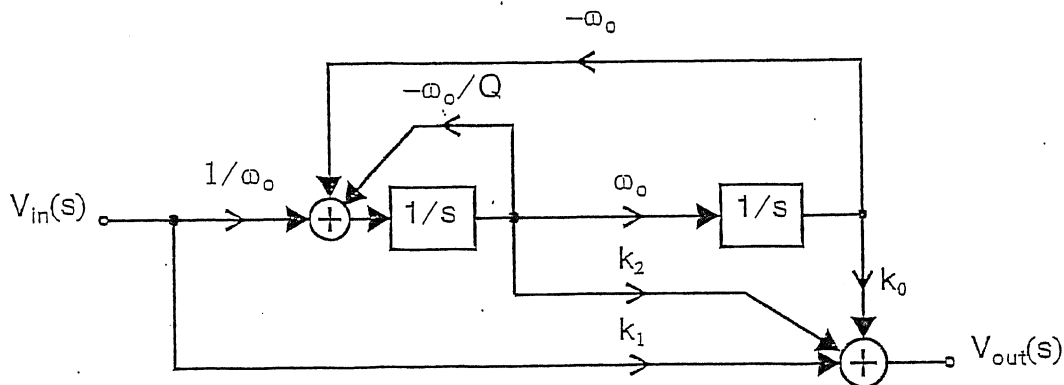 −ω₀
−ω₀/Q
1/ω₀
V_in(s)
+
1/s
ω₀
1/s
k₂
k₀
k₁
+
V_out(s)